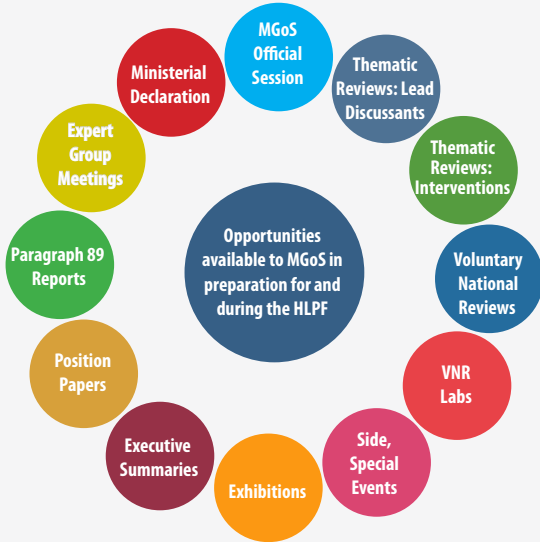 MGoS
Official
Session
Thematic
Reviews: Lead
Discussants
Thematic
Reviews:
Interventions
Voluntary
National
Reviews
VNR
Labs
Side,
Special
Events
Exhibitions
Executive
Summaries
Position
Papers
Paragraph 89
Reports
Expert
Group
Meetings
Ministerial
Declaration
Opportunities
available to MGoS in
preparation for and
during the HLPF